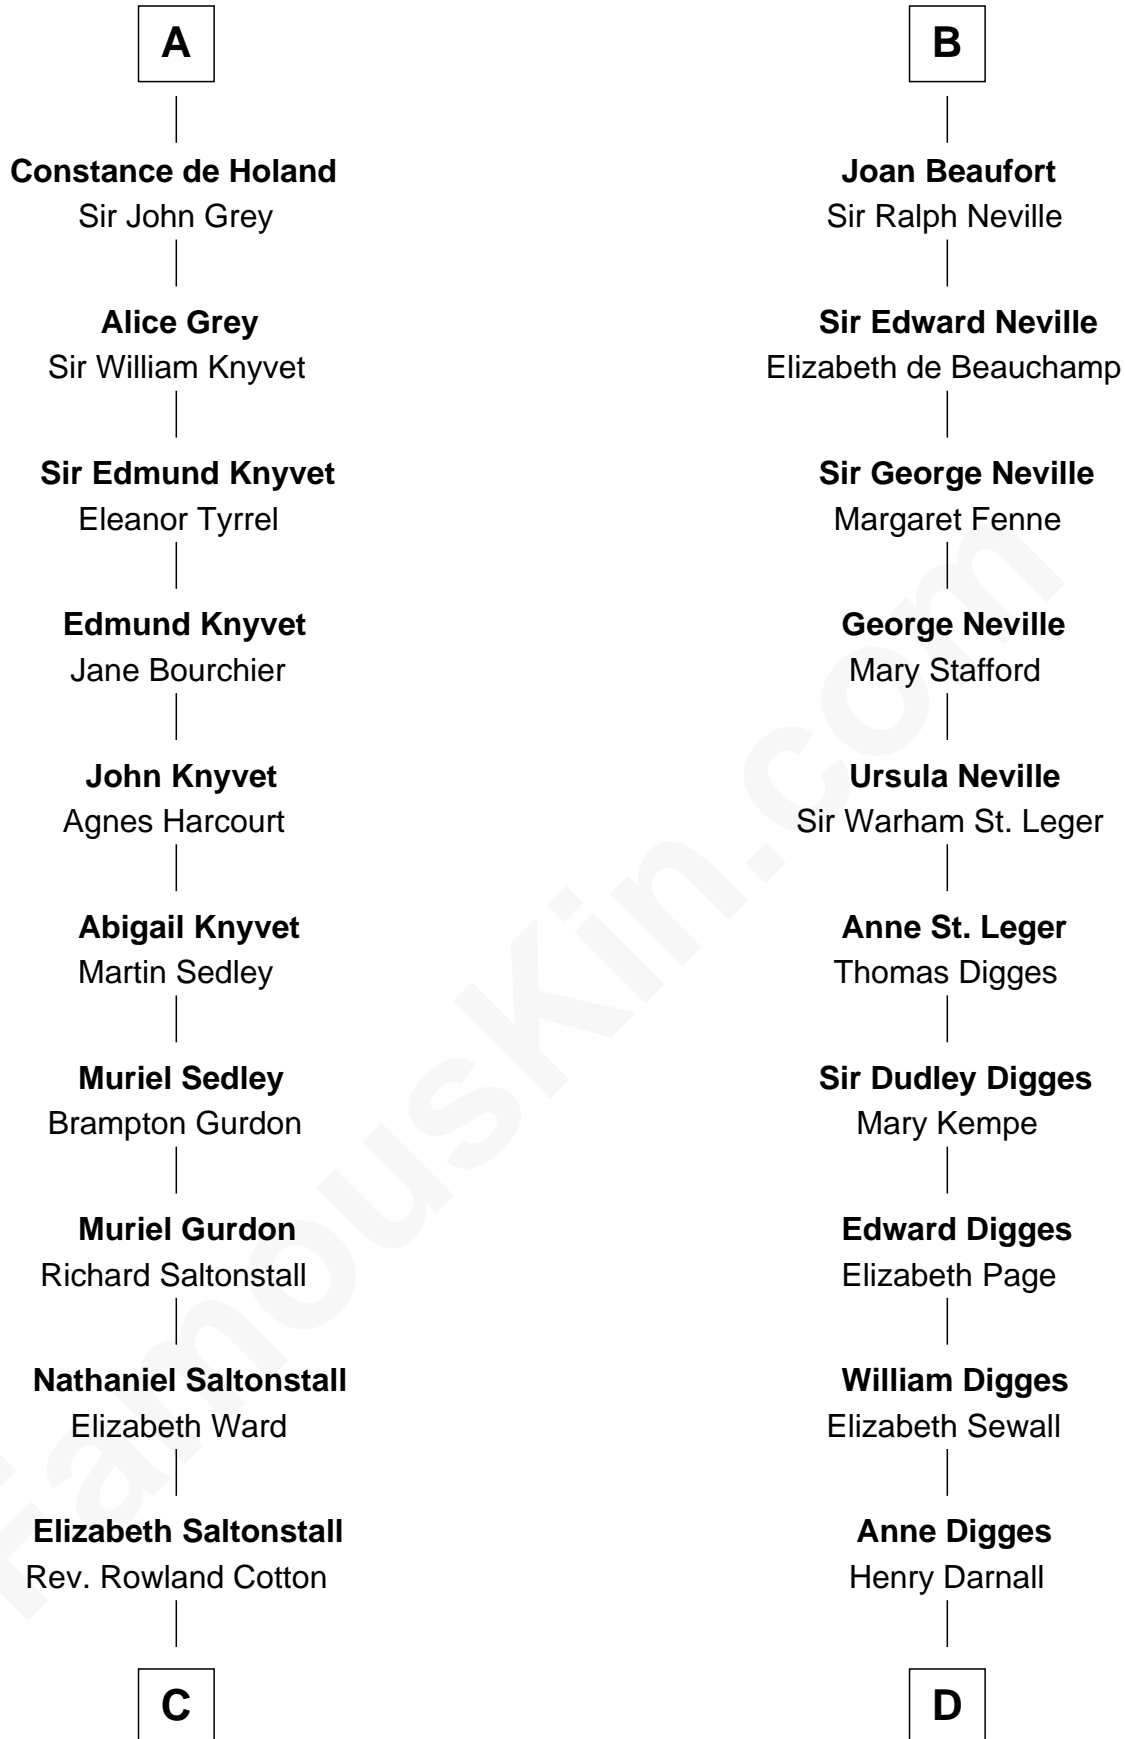 A
Constance de Holand
Sir John Grey
Alice Grey
Sir William Knyvet
Sir Edmund Knyvet
Eleanor Tyrrel
Edmund Knyvet
Jane Bourchier
John Knyvet
Agnes Harcourt
Abigail Knyvet
Martin Sedley
Muriel Sedley
Brampton Gurdon
Muriel Gurdon
Richard Saltonstall
Nathaniel Saltonstall
Elizabeth Ward
Elizabeth Saltonstall
Rev. Rowland Cotton
C
B
Joan Beaufort
Sir Ralph Neville
Sir Edward Neville
Elizabeth de Beauchamp
Sir George Neville
Margaret Fenne
George Neville
Mary Stafford
Ursula Neville
Sir Warham St. Leger
Anne St. Leger
Thomas Digges
Sir Dudley Digges
Mary Kempe
Edward Digges
Elizabeth Page
William Digges
Elizabeth Sewall
Anne Digges
Henry Darnall
D
FamousKin.com